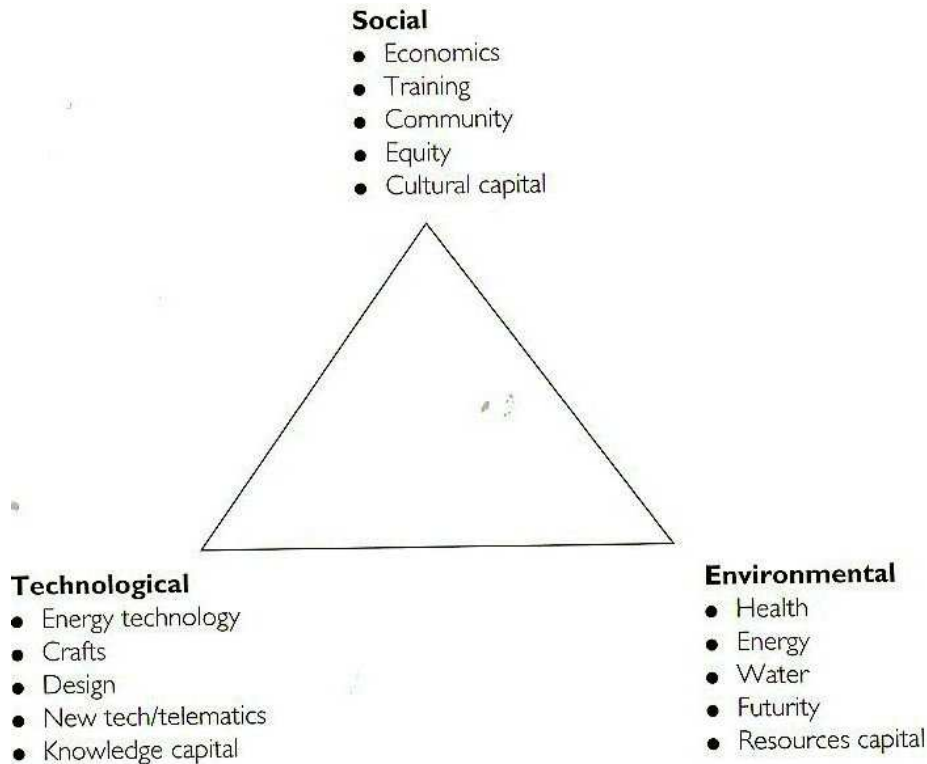 Social
● Economics
● Training
● Community
● Equity
● Cultural capital
Technological
● Energy technology
● Crafts
● Design
● New tech/telematics
● Knowledge capital
Environmental
● Health
● Energy
● Water
● Futurity
● Resources capital